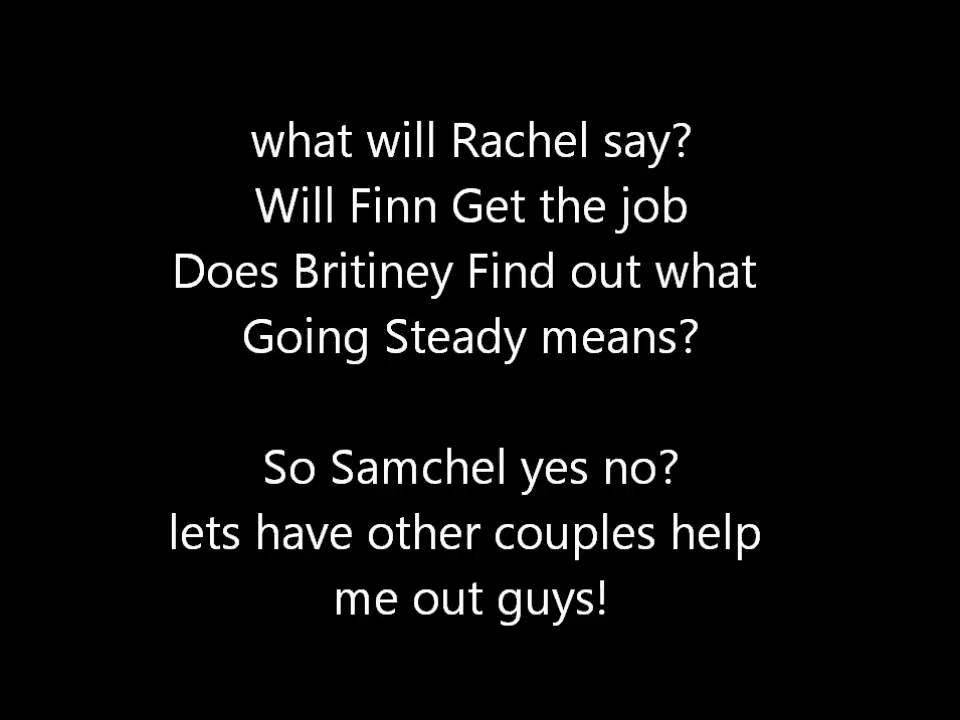 what will Rachel say?
Will Finn Get the job
Does Britiney Find out what
Going Steady means?
So Samchel yes no?
lets have other couples help
me out guys!